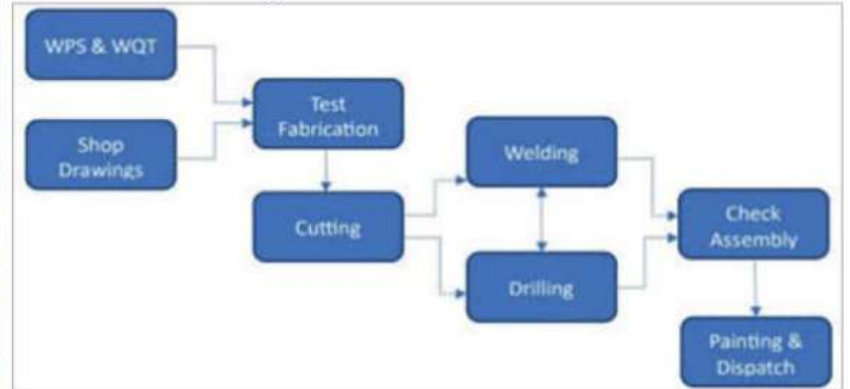 WPS & WQT
Shop
Drawings
Test
Fabrication
Cutting
Welding
Drilling
Check
Assembly
Painting &
Dispatch